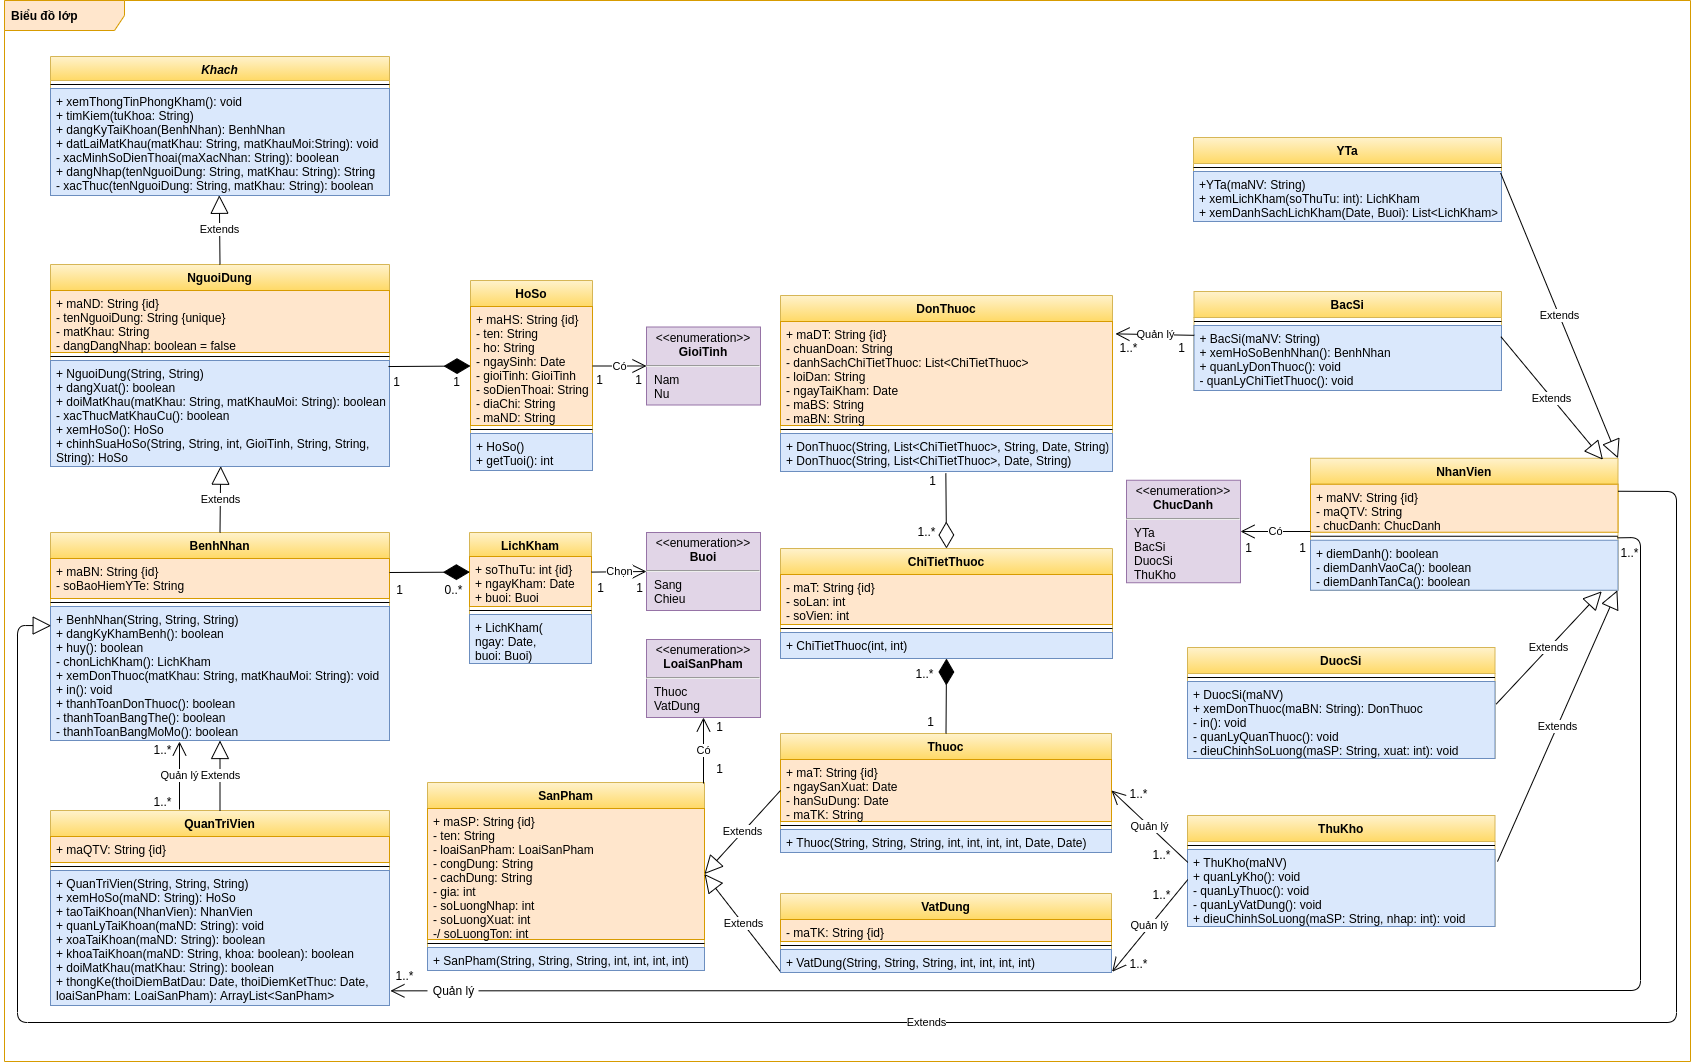 Biểu đồ lớp
Khach
+ xemThongTinPhongKham(): void
+ timKiem(tuKhoa: String)
+ dangKyTaiKhoan(BenhNhan): BenhNhan
+ datLaiMatKhau(matKhau: String, matKhauMoi:String): void
- xacMinhSoDienThoai(maXacNhan: String): boolean
+ dangNhap(tenNguoiDung: String, matKhau: String): String
- xacThuc(tenNguoiDung: String, matKhau: String): boolean
Extends
NguoiDung
+ maND: String {id}
- tenNguoiDung: String {unique}
- matKhau: String
- dangDangNhap: boolean = false
+ NguoiDung(String, String)
+ dangXuat(): boolean
+ doiMatKhau(matKhau: String, matKhauMoi: String): boolean
- xacThucMatKhauCu(): boolean
+ xemHoSo(): HoSo
+ chinhSuaHoSo(String, String, int, GioiTinh, String, String,
String): HoSo
1
1
HoSo
+ maHS: String {id}
- ten: String
- ho: String
- ngaySinh: Date
- gioiTinh: GioiTinh
- soDienThoai: String
- diaChi: String
- maND: String
+ HoSo()
+ getTuoi(): int
Có
1
1
<<enumeration>>
GioiTinh
Nam
Nu
Extends
BenhNhan
+ maBN: String {id}
- soBaoHiemYTe: String
+ BenhNhan(String, String, String)
+ dangKyKhamBenh(): boolean
+ huy(): boolean
- chonLichKham(): LichKham
+ xemDonThuoc(matKhau: String, matKhauMoi: String): void
+ in(): void
+ thanhToanDonThuoc(): boolean
- thanhToanBangThe(): boolean
- thanhToanBangMoMo(): boolean
1
0..*
LichKham
+ soThuTu: int {id}
+ ngayKham: Date
+ buoi: Buoi
+ LichKham(
ngay: Date,
buoi: Buoi)
Chọn
1
1
<<enumeration>>
Buoi
Sang
Chieu
<<enumeration>>
LoaiSanPham
Thuoc
VatDung
1
Có
1
1..*
Quản lý
Extends
1..*
QuanTriVien
+ maQTV: String {id}
+ QuanTriVien(String, String, String)
+ xemHoSo(maND: String): HoSo
+ taoTaiKhoan(NhanVien): NhanVien
+ quanLyTaiKhoan(maND: String): void
+ xoaTaiKhoan(maND: String): boolean
+ khoaTaiKhoan(maND: String, khoa: boolean): boolean
+ doiMatKhau(matKhau: String): boolean
+ thongKe(thoiDiemBatDau: Date, thoiDiemKetThuc: Date,
loaiSanPham: LoaiSanPham): ArrayList<SanPham>
SanPham
+ maSP: String {id}
- ten: String
- loaiSanPham: LoaiSanPham
- congDung: String
- cachDung: String
- gia: int
- soLuongNhap: int
- soLuongXuat: int
-/ soLuongTon: int
+ SanPham(String, String, String, int, int, int, int)
1..*
Quản lý
DonThuoc
+ maDT: String {id}
- chuanDoan: String
- danhSachChiTietThuoc: List<ChiTietThuoc>
- loiDan: String
- ngayTaiKham: Date
- maBS: String
- maBN: String
+ DonThuoc(String, List<ChiTietThuoc>, String, Date, String)
+ DonThuoc(String, List<ChiTietThuoc>, Date, String)
1
1..*
ChiTietThuoc
- maT: String {id}
- soLan: int
- soVien: int
+ ChiTietThuoc(int, int)
1..*
1
Thuoc
+ maT: String {id}
- ngaySanXuat: Date
- hanSuDung: Date
- maTK: String
+ Thuoc(String, String, String, int, int, int, int, Date, Date)
Extends
VatDung
- maTK: String {id}
+ VatDung(String, String, String, int, int, int, int)
Extends
YTa
+YTa(maNV: String)
+ xemLichKham(soThuTu: int): LichKham
+ xemDanhSachLichKham(Date, Buoi): List<LichKham>
Extends
BacSi
+ BacSi(maNV: String)
+ xemHoSoBenhNhan(): BenhNhan
+ quanLyDonThuoc(): void
- quanLyChiTietThuoc(): void
Quản lý
1..*
1
Extends
NhanVien
+ maNV: String {id}
- maQTV: String
- chucDanh: ChucDanh
+ diemDanh(): boolean
- diemDanhVaoCa(): boolean
- diemDanhTanCa(): boolean
1..*
Có
1
1
<<enumeration>>
ChucDanh
YTa
BacSi
DuocSi
ThuKho
Extends
DuocSi
+ DuocSi(maNV)
+ xemDonThuoc(maBN: String): DonThuoc
- in(): void
- quanLyQuanThuoc(): void
- dieuChinhSoLuong(maSP: String, xuat: int): void
Extends
ThuKho
+ ThuKho(maNV)
+ quanLyKho(): void
- quanLyThuoc(): void
- quanLyVatDung(): void
+ dieuChinhSoLuong(maSP: String, nhap: int): void
1..*
Quản lý
1..*
1..*
Quản lý
1..*
Extends